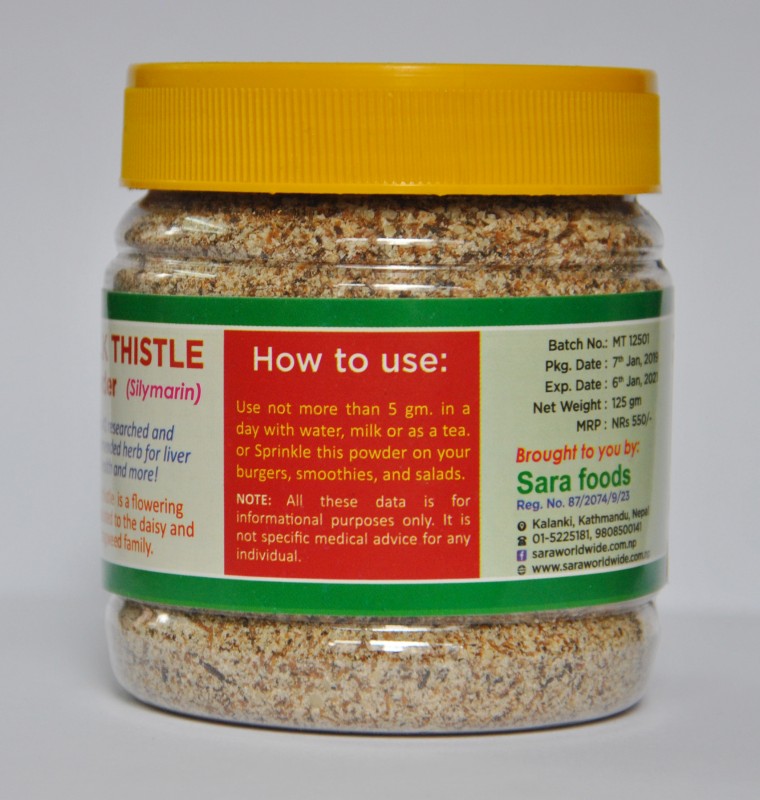 THISTLE
(Silymarin)
researched and
herb for liver
and more!
is a flowering
to the daisy and
family.
How to use:
Use not more than 5 gm. in a
day with water, milk or as a tea.
or Sprinkle this powder on your
burgers, smoothies, and salads.
NOTE: All these data is for
informational purposes only. It is
not specific medical advice for any
individual.
Batch No.: MT 12501
Pkg. Date : 7th Jan, 2019
Exp. Date : 6th Jan, 2021
Net Weight : 125 gm
MRP : NRs 550/-
Brought to you by:
Sara foods
Reg. No. 87/2074/9/23
Kalanki, Kathmandu, Nepal
01-5225181, 9808500141
saraworldwide.com.np
www.saraworldwide.com.np